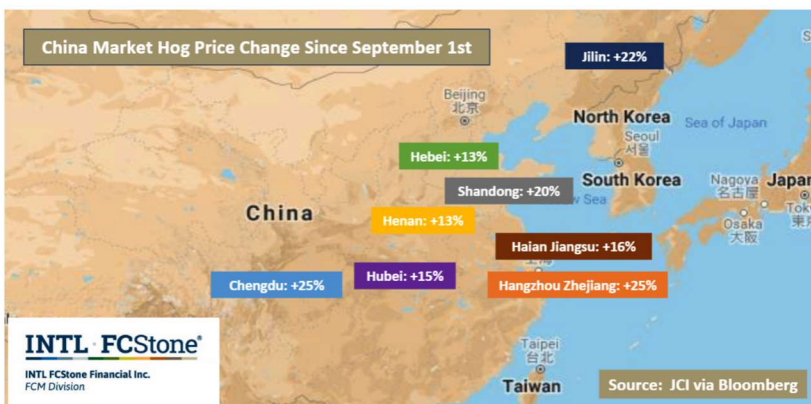 China Market Hog Price Change Since September 1st
Jilin: +22%
Beijing
北京
North Korea
Sea of Japan
Seoul
서울
Hebei: +13%
Shandong: +20%
South Korea
Nagoya
名古屋
Japan
China
Henan: +13%
Osaka
大阪
Haian Jiangsu: +16%
Chengdu: +25%
Hubei: +15%
Hangzhou Zhejiang: +25%
INTL FCStone®
INTL FCStone Financial Inc.
FCM Division
Taipei
台北
Taiwan
Source: JCI via Bloomberg